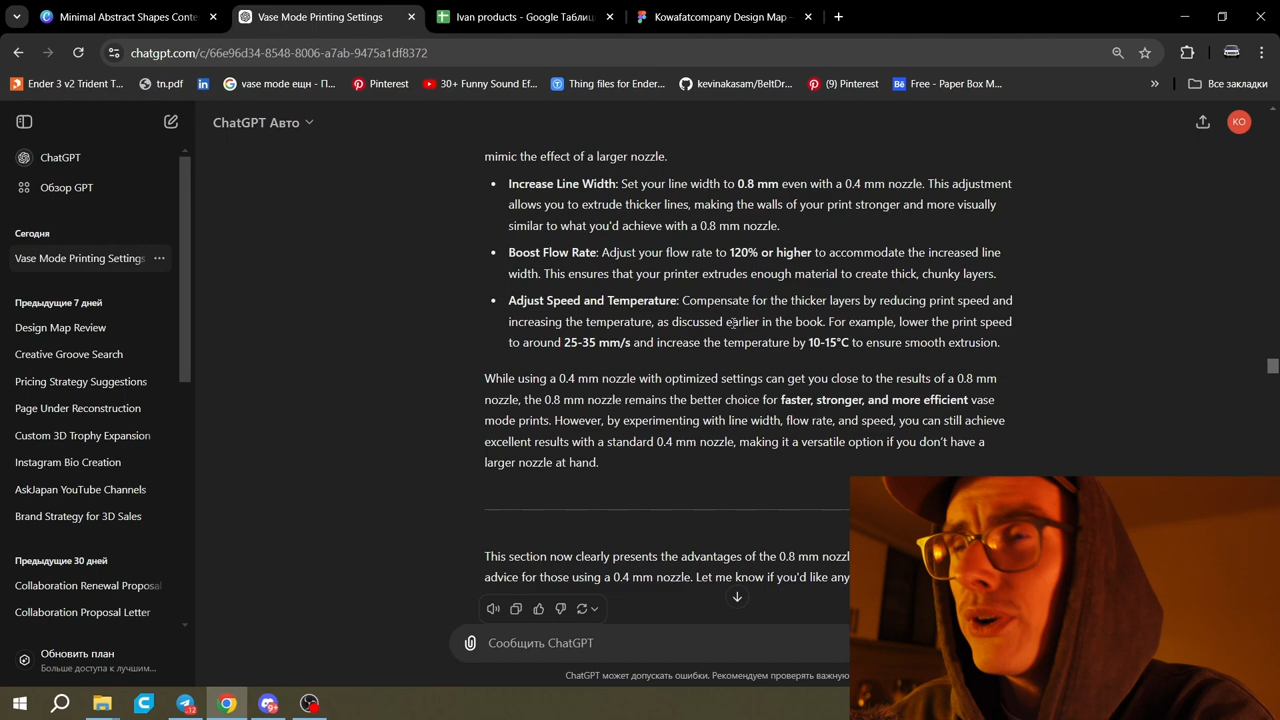 Minimal Abstract Shapes Conte
Vase Mode Printing Settings
Ivan products - Google Таблиц
Kowafatcompany Design Map –
chatgpt.com/c/66e96d34-8548-8006-a7ab-9475a1df8372
Ender 3 v2 Trident T...
tn.pdf
vase mode ещн - П...
Pinterest
30+ Funny Sound Ef...
Thing files for Ender...
kevinakasam/BeltDr...
(9) Pinterest
Free - Paper Box M...
»
Все закладки
ChatGPT Авто
KO
ChatGPT
Обзор GPT
Сегодня
Vase Mode Printing Settings
Предыдущие 7 дней
Design Map Review
Creative Groove Search
Pricing Strategy Suggestions
Page Under Reconstruction
Custom 3D Trophy Expansion
Instagram Bio Creation
AskJapan YouTube Channels
Brand Strategy for 3D Sales
Предыдущие 30 дней
Collaboration Renewal Proposal
Collaboration Proposal Letter
Обновить план
Больше доступа к лучшим...
mimic the effect of a larger nozzle.
• Increase Line Width: Set your line width to 0.8 mm even with a 0.4 mm nozzle. This adjustment
allows you to extrude thicker lines, making the walls of your print stronger and more visually
similar to what you'd achieve with a 0.8 mm nozzle.
• Boost Flow Rate: Adjust your flow rate to 120% or higher to accommodate the increased line
width. This ensures that your printer extrudes enough material to create thick, chunky layers.
• Adjust Speed and Temperature: Compensate for the thicker layers by reducing print speed and
increasing the temperature, as discussed earlier in the book. For example, lower the print speed
to around 25-35 mm/s and increase the temperature by 10-15°C to ensure smooth extrusion.
While using a 0.4 mm nozzle with optimized settings can get you close to the results of a 0.8 mm
nozzle, the 0.8 mm nozzle remains the better choice for faster, stronger, and more efficient vase
mode prints. However, by experimenting with line width, flow rate, and speed, you can still achieve
excellent results with a standard 0.4 mm nozzle, making it a versatile option if you don't have a
larger nozzle at hand.
This section now clearly presents the advantages of the 0.8 mm nozzl
advice for those using a 0.4 mm nozzle. Let me know if you'd like any
Сообщить ChatGPT
ChatGPT может допускать ошибки. Рекомендуем проверять важную
12
9+